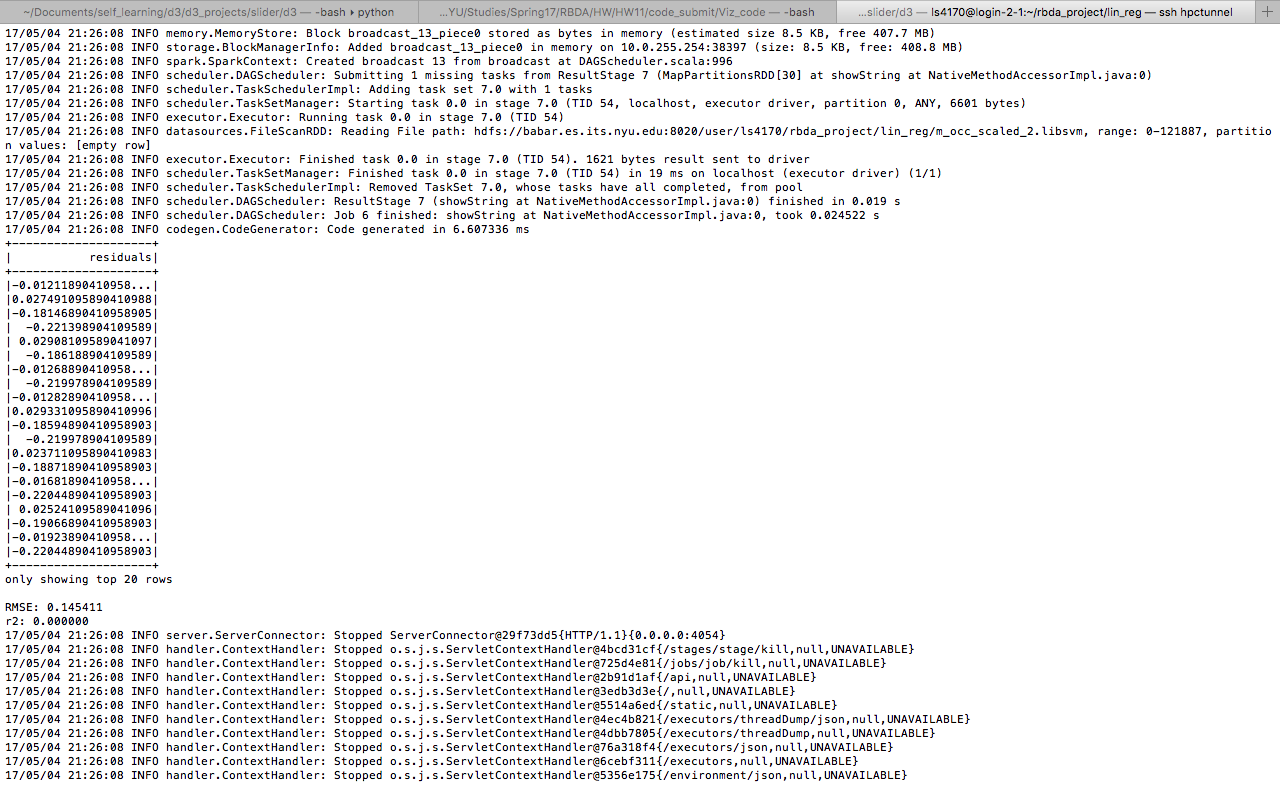 ~/Documents/self_learning/d3/d3_projects/slider/d3 — -bash ▸ python
...YU/Studies/Spring17/RBDA/HW/HW11/code_submit/Viz_code — -bash
...slider/d3 — ls4170@login-2-1:~/rbda_project/lin_reg — ssh hpctunnel
17/05/04 21:26:08 INFO memory.MemoryStore: Block broadcast_13_piece0 stored as bytes in memory (estimated size 8.5 KB, free 407.7 MB)
17/05/04 21:26:08 INFO storage.BlockManagerInfo: Added broadcast_13_piece0 in memory on 10.0.255.254:38397 (size: 8.5 KB, free: 408.8 MB)
17/05/04 21:26:08 INFO spark.SparkContext: Created broadcast 13 from broadcast at DAGScheduler.scala:996
17/05/04 21:26:08 INFO scheduler.DAGScheduler: Submitting 1 missing tasks from ResultStage 7 (MapPartitionsRDD[30] at showString at NativeMethodAccessorImpl.java:0)
17/05/04 21:26:08 INFO scheduler.TaskSchedulerImpl: Adding task set 7.0 with 1 tasks
17/05/04 21:26:08 INFO scheduler.TaskSetManager: Starting task 0.0 in stage 7.0 (TID 54, localhost, executor driver, partition 0, ANY, 6601 bytes)
17/05/04 21:26:08 INFO executor.Executor: Running task 0.0 in stage 7.0 (TID 54)
17/05/04 21:26:08 INFO datasources.FileScanRDD: Reading File path: hdfs://babar.es.its.nyu.edu:8020/user/ls4170/rbda_project/lin_reg/m_occ_scaled_2.libsvm, range: 0-121887, partitio
n values: [empty row]
17/05/04 21:26:08 INFO executor.Executor: Finished task 0.0 in stage 7.0 (TID 54). 1621 bytes result sent to driver
17/05/04 21:26:08 INFO scheduler.TaskSetManager: Finished task 0.0 in stage 7.0 (TID 54) in 19 ms on localhost (executor driver) (1/1)
17/05/04 21:26:08 INFO scheduler.TaskSchedulerImpl: Removed TaskSet 7.0, whose tasks have all completed, from pool
17/05/04 21:26:08 INFO scheduler.DAGScheduler: ResultStage 7 (showString at NativeMethodAccessorImpl.java:0) finished in 0.019 s
17/05/04 21:26:08 INFO scheduler.DAGScheduler: Job 6 finished: showString at NativeMethodAccessorImpl.java:0, took 0.024522 s
17/05/04 21:26:08 INFO codegen.CodeGenerator: Code generated in 6.607336 ms
+--------------------+
|           residuals|
+--------------------+
|-0.01211890410958...|
|0.027491095890410988|
|-0.18146890410958905|
|  -0.221398904109589|
| 0.02908109589041097|
|  -0.186188904109589|
|-0.01268890410958...|
|  -0.219978904109589|
|-0.01282890410958...|
|0.029331095890410996|
|-0.18594890410958903|
|  -0.219978904109589|
|0.023711095890410983|
|-0.18871890410958903|
|-0.01681890410958...|
|-0.22044890410958903|
| 0.02524109589041096|
|-0.19066890410958903|
|-0.01923890410958...|
|-0.22044890410958903|
+--------------------+
only showing top 20 rows
RMSE: 0.145411
r2: 0.000000
17/05/04 21:26:08 INFO server.ServerConnector: Stopped ServerConnector@29f73dd5{HTTP/1.1}{0.0.0.0:4054}
17/05/04 21:26:08 INFO handler.ContextHandler: Stopped o.s.j.s.ServletContextHandler@4bcd31cf{/stages/stage/kill,null,UNAVAILABLE}
17/05/04 21:26:08 INFO handler.ContextHandler: Stopped o.s.j.s.ServletContextHandler@725d4e81{/jobs/job/kill,null,UNAVAILABLE}
17/05/04 21:26:08 INFO handler.ContextHandler: Stopped o.s.j.s.ServletContextHandler@2b91d1af{/api,null,UNAVAILABLE}
17/05/04 21:26:08 INFO handler.ContextHandler: Stopped o.s.j.s.ServletContextHandler@3edb3d3e{/,null,UNAVAILABLE}
17/05/04 21:26:08 INFO handler.ContextHandler: Stopped o.s.j.s.ServletContextHandler@5514a6ed{/static,null,UNAVAILABLE}
17/05/04 21:26:08 INFO handler.ContextHandler: Stopped o.s.j.s.ServletContextHandler@4ec4b821{/executors/threadDump/json,null,UNAVAILABLE}
17/05/04 21:26:08 INFO handler.ContextHandler: Stopped o.s.j.s.ServletContextHandler@4dbb7805{/executors/threadDump,null,UNAVAILABLE}
17/05/04 21:26:08 INFO handler.ContextHandler: Stopped o.s.j.s.ServletContextHandler@76a318f4{/executors/json,null,UNAVAILABLE}
17/05/04 21:26:08 INFO handler.ContextHandler: Stopped o.s.j.s.ServletContextHandler@6cebf311{/executors,null,UNAVAILABLE}
17/05/04 21:26:08 INFO handler.ContextHandler: Stopped o.s.j.s.ServletContextHandler@5356e175{/environment/json,null,UNAVAILABLE}